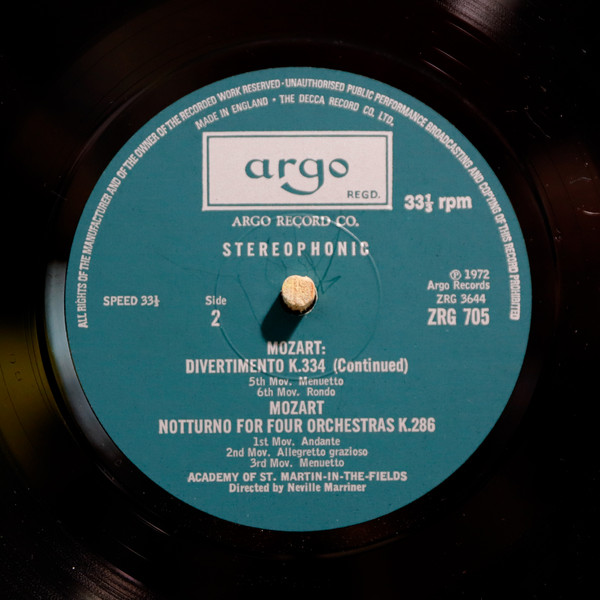 ALL RIGHTS OF THE MANUFACTURER AND OF THE OWNER OF THE RECORDED WORK RESERVED · UNAUTHORISED PUBLIC PERFORMANCE BROADCASTING AND COPYING OF THIS RECORD PROHIBITED
MADE IN ENGLAND · THE DECCA RECORD CO. LTD.
argo
REGD.
33⅓ rpm
ARGO RECORD CO.
STEREOPHONIC
℗ 1972
Argo Records
SPEED 33⅓
Side
2
ZRG 3644
ZRG 705
MOZART:
DIVERTIMENTO K.334 (Continued)
5th Mov. Menuetto
6th Mov. Rondo
MOZART
NOTTURNO FOR FOUR ORCHESTRAS K.286
1st Mov. Andante
2nd Mov. Allegretto grazioso
3rd Mov. Menuetto
ACADEMY OF ST. MARTIN-IN-THE-FIELDS
Directed by Neville Marriner